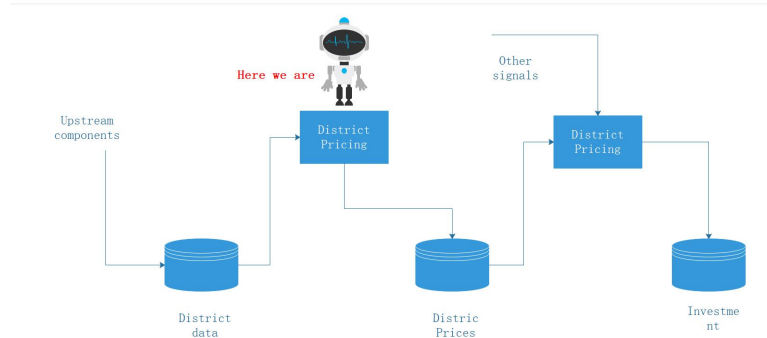 Here we are
Other
signals
Upstream
components
District
Pricing
District
Pricing
District
data
Distric
Prices
Investme
nt